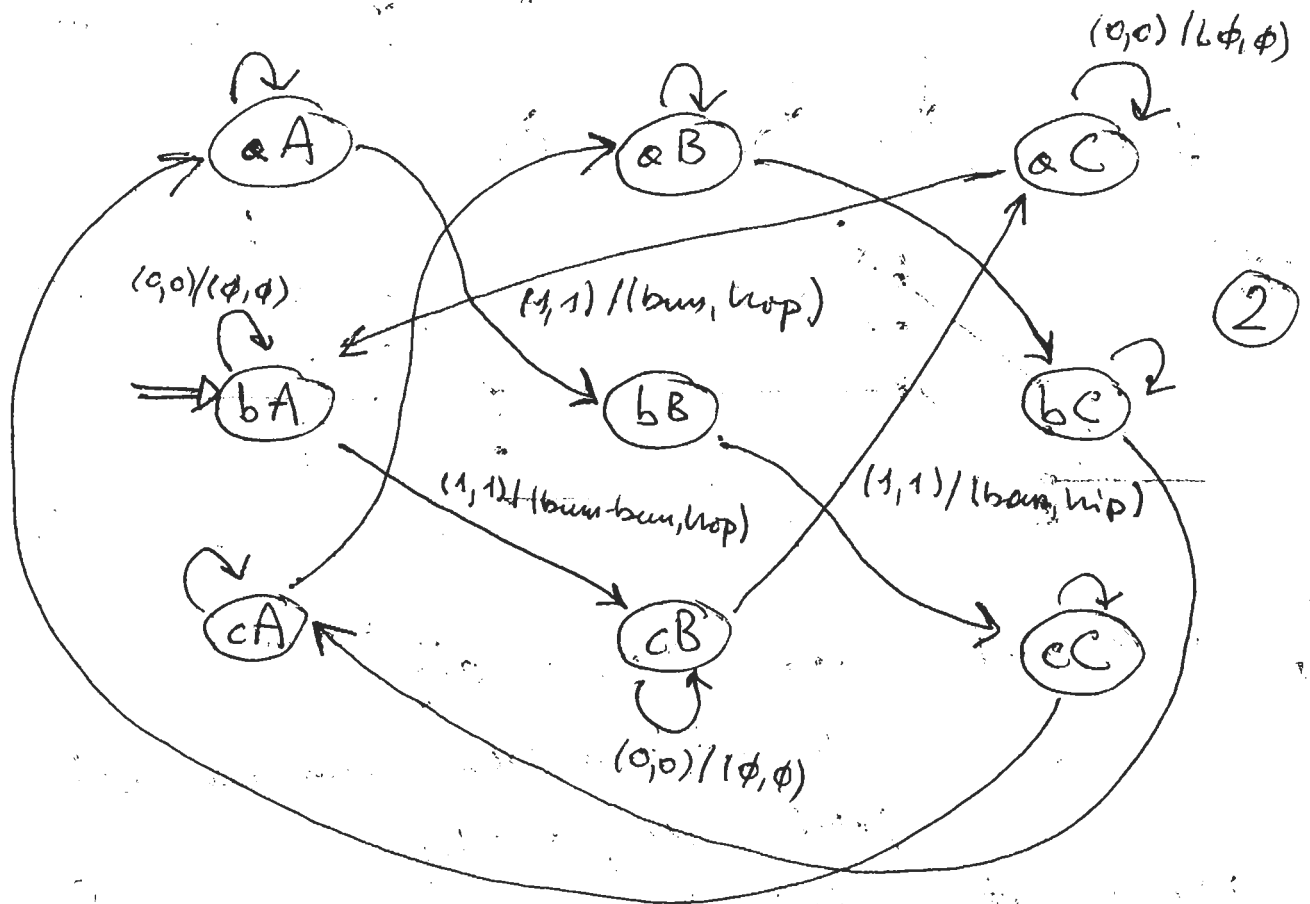 (0,0)/(ϕ,ϕ)
aA
aB
aC
(0,0)/(ϕ,ϕ)
(1,1)/(bum, hop)
2
bA
bB
bC
(1,1)/(bum-bum, hop)
(1,1)/(bam, hip)
cA
cB
cC
(0,0)/(ϕ,ϕ)